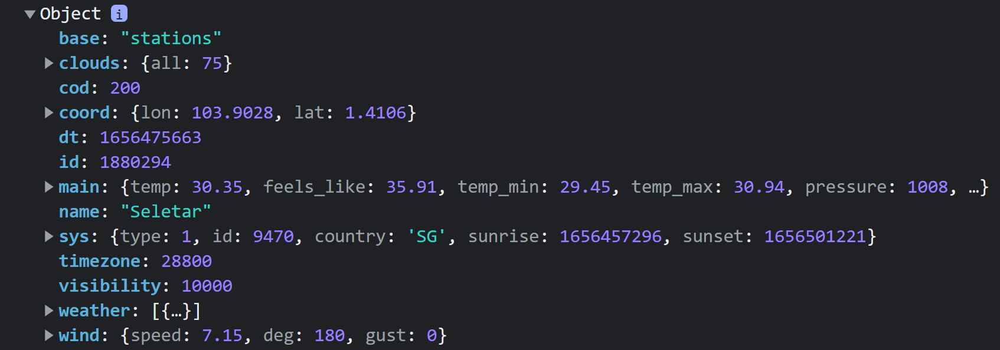 ▼Object i
base: "stations"
▶clouds: {all: 75}
cod: 200
▶coord: {lon: 103.9028, lat: 1.4106}
dt: 1656475663
id: 1880294
▶main: {temp: 30.35, feels_like: 35.91, temp_min: 29.45, temp_max: 30.94, pressure: 1008, …}
name: "Seletar"
▶sys: {type: 1, id: 9470, country: 'SG', sunrise: 1656457296, sunset: 1656501221}
timezone: 28800
visibility: 10000
▶weather: [{…}]
▶wind: {speed: 7.15, deg: 180, gust: 0}